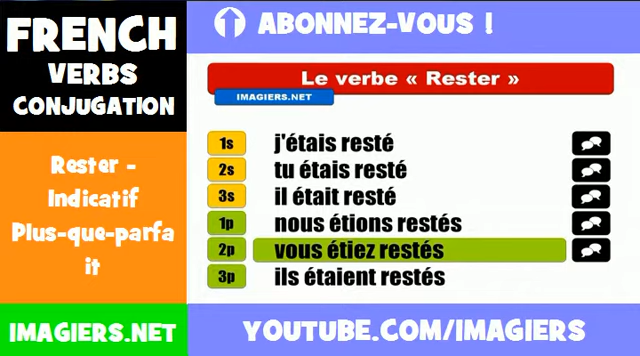 FRENCH
VERBS
CONJUGATION
ABONNEZ-VOUS !
Le verbe « Rester »
IMAGIERS.NET
Rester -
Indicatif
Plus-que-parfa
it
1s j'étais resté
2s tu étais resté
3s il était resté
1p nous étions restés
2p vous étiez restés
3p ils étaient restés
IMAGIERS.NET
YOUTUBE.COM/IMAGIERS